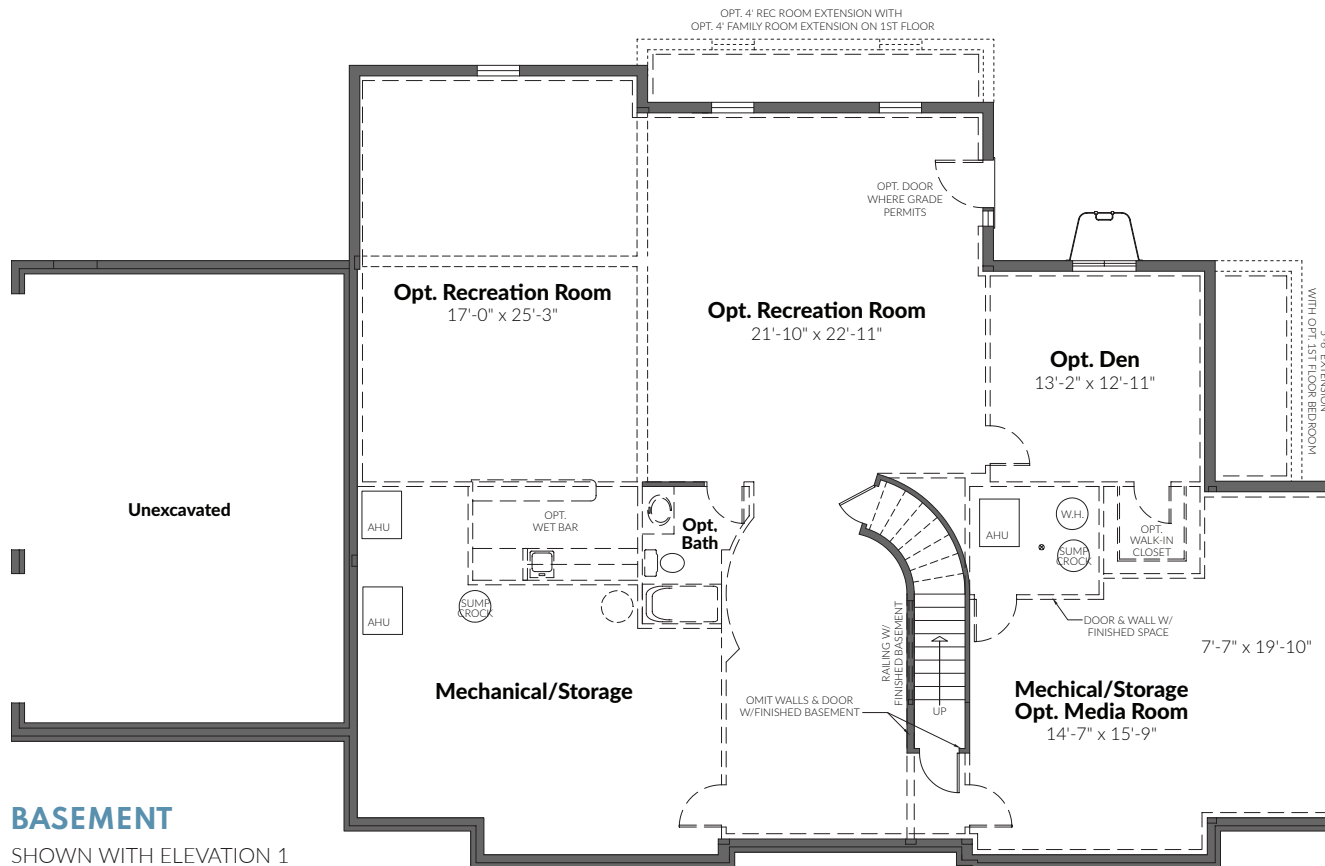 OPT. 4' REC ROOM EXTENSION WITH
OPT. 4' FAMILY ROOM EXTENSION ON 1ST FLOOR
OPT. DOOR
WHERE GRADE
PERMITS
Opt. Recreation Room
17'-0" x 25'-3"
Opt. Recreation Room
21'-10" x 22'-11"
Opt. Den
13'-2" x 12'-11"
EXTENSION
WITH OPT. 1ST FLOOR BEDROOM
Unexcavated
AHU
OPT.
WET BAR
Opt.
Bath
AHU
W.H.
SUMP
CROCK
OPT.
WALK-IN
CLOSET
AHU
SUMP
CROCK
RAILING W/
FINISHED BASEMENT
DOOR & WALL W/
FINISHED SPACE
7'-7" x 19'-10"
Mechanical/Storage
OMIT WALLS & DOOR
W/FINISHED BASEMENT
UP
Mechical/Storage
Opt. Media Room
14'-7" x 15'-9"
BASEMENT
SHOWN WITH ELEVATION 1